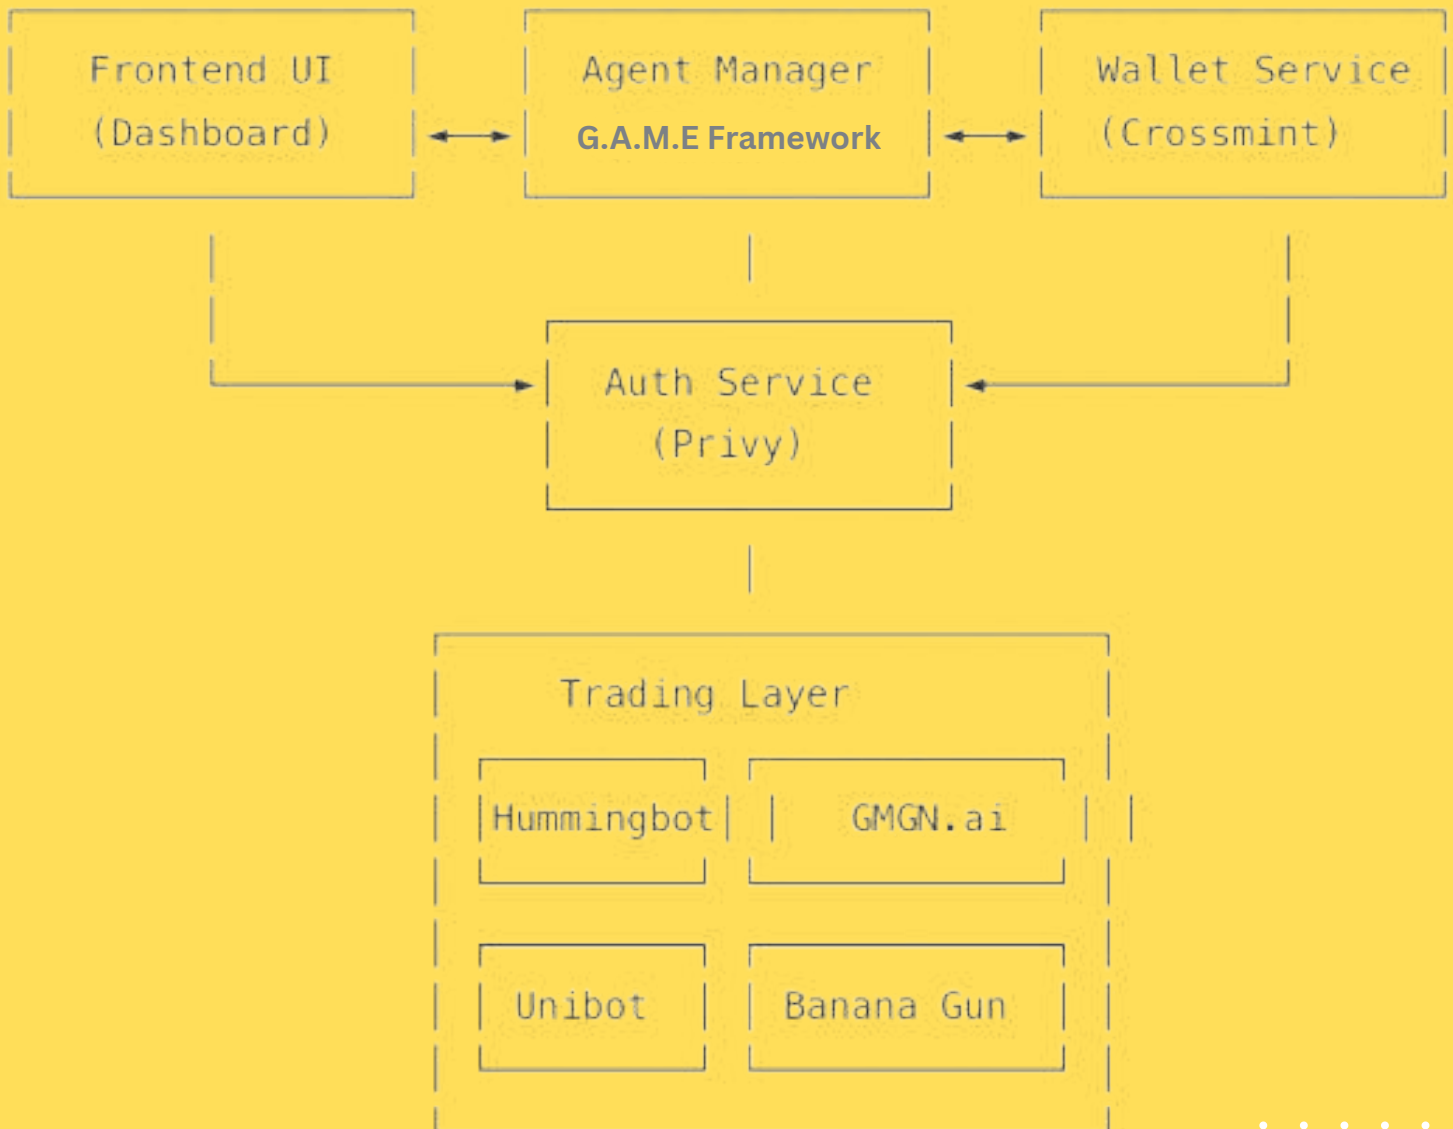 Frontend UI
(Dashboard)
Agent Manager
G.A.M.E Framework
Wallet Service
(Crossmint)
Auth Service
(Privy)
Trading Layer
Hummingbot
GMGN.ai
Unibot
Banana Gun